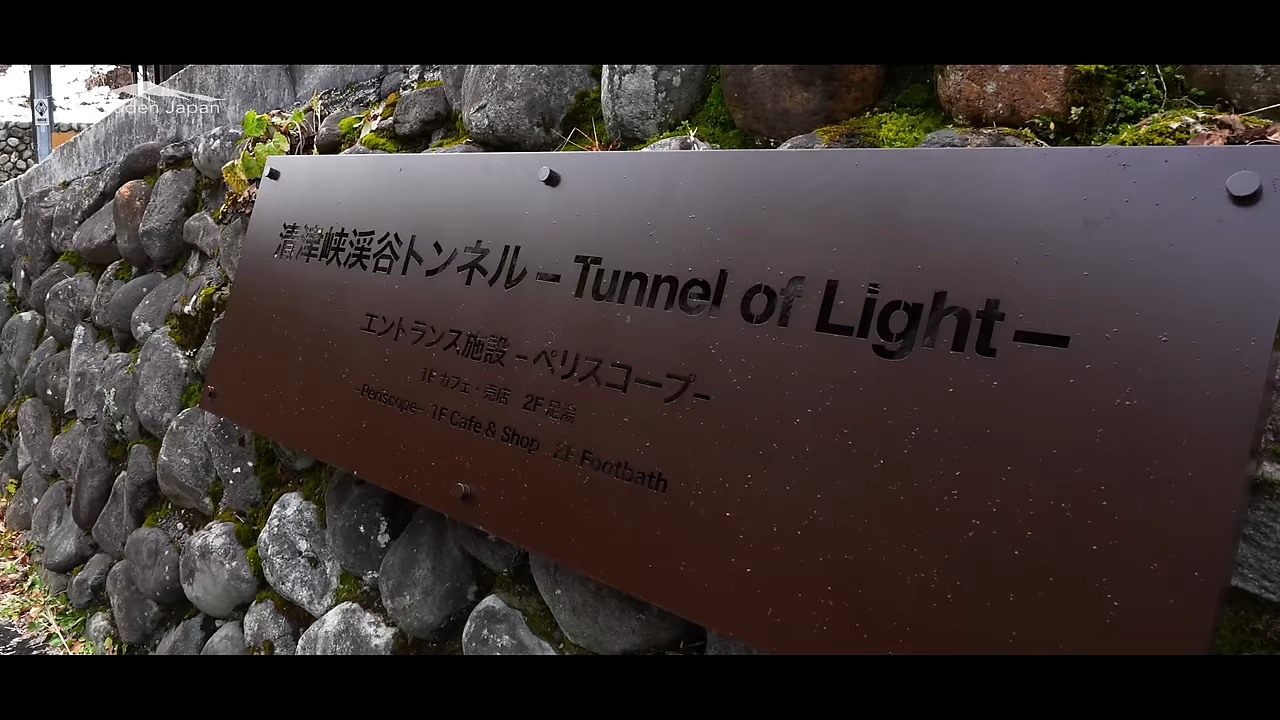 清津峡渓谷トンネル – Tunnel of Light –
エントランス施設 – ペリスコープ –
1F カフェ・売店 2F 足湯
–Periscope– 1F Cafe & Shop 2F Footbath
Japan